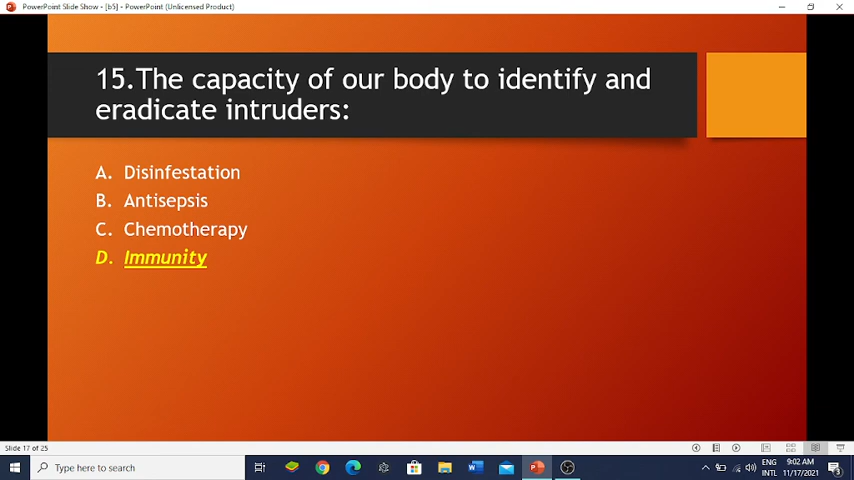 PowerPoint Slide Show - [b5] - PowerPoint (Unlicensed Product)
15.The capacity of our body to identify and
eradicate intruders:
A. Disinfestation
B. Antisepsis
C. Chemotherapy
D. Immunity
Slide 17 of 25
Type here to search
ENG
INTL
9:02 AM
11/17/2021
3